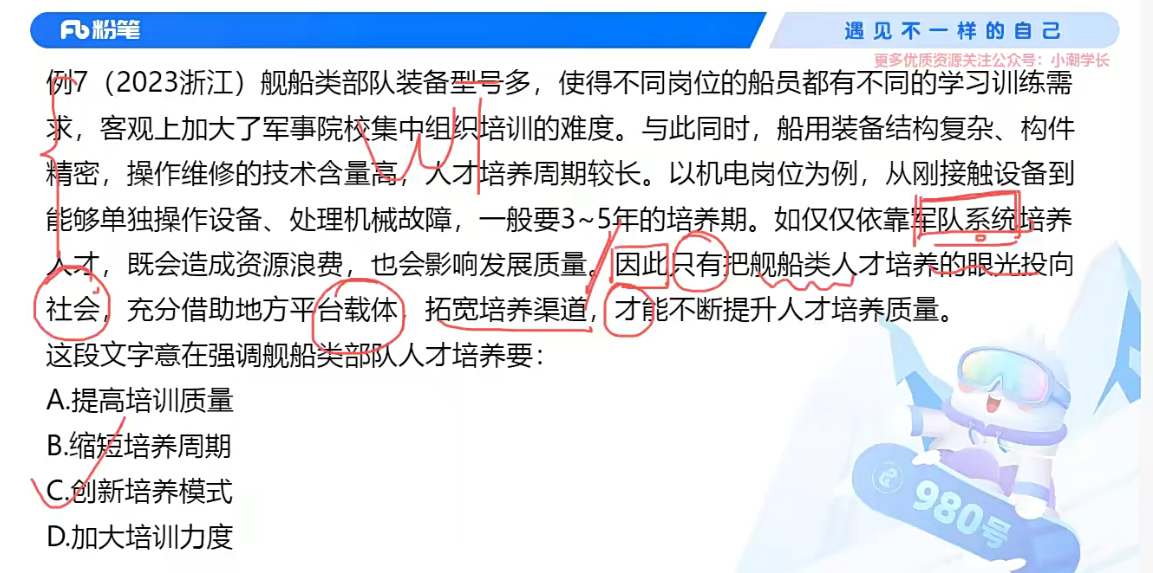 粉笔
遇见不一样的自己
更多优质资源关注公众号：小潮学长
例7（2023浙江）舰船类部队装备型号多，使得不同岗位的船员都有不同的学习训练需
求，客观上加大了军事院校集中组织培训的难度。与此同时，船用装备结构复杂、构件
精密，操作维修的技术含量高，人才培养周期较长。以机电岗位为例，从刚接触设备到
能够单独操作设备、处理机械故障，一般要3~5年的培养期。如仅仅依靠军队系统培养
人才，既会造成资源浪费，也会影响发展质量。因此只有把舰船类人才培养的眼光投向
社会，充分借助地方平台载体，拓宽培养渠道，才能不断提升人才培养质量。
这段文字意在强调舰船类部队人才培养要：
A.提高培训质量
B.缩短培养周期
C.创新培养模式
D.加大培训力度
980号